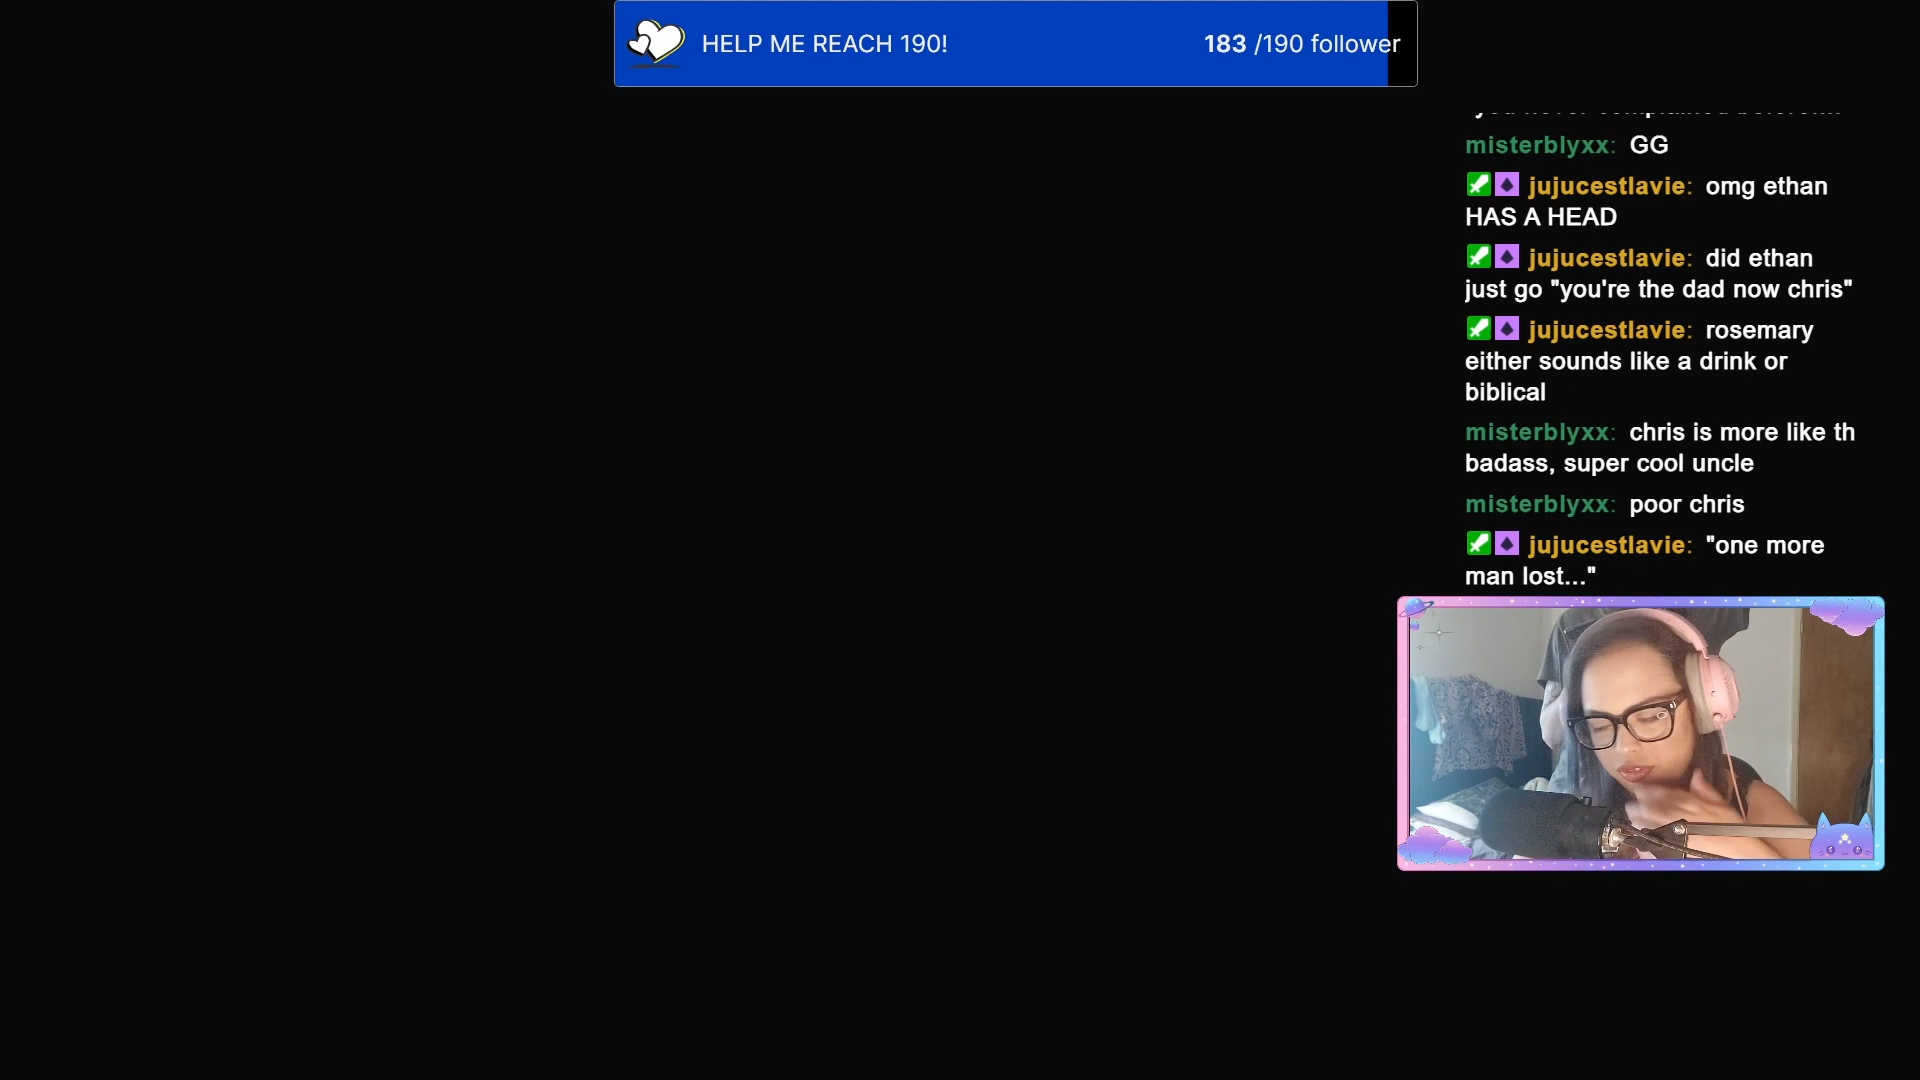 HELP ME REACH 190!
183 /190 follower
misterblyxx: GG
jujucestlavie: omg ethan
HAS A HEAD
jujucestlavie: did ethan
just go "you're the dad now chris"
jujucestlavie: rosemary
either sounds like a drink or
biblical
misterblyxx: chris is more like th
badass, super cool uncle
misterblyxx: poor chris
jujucestlavie: "one more
man lost..."